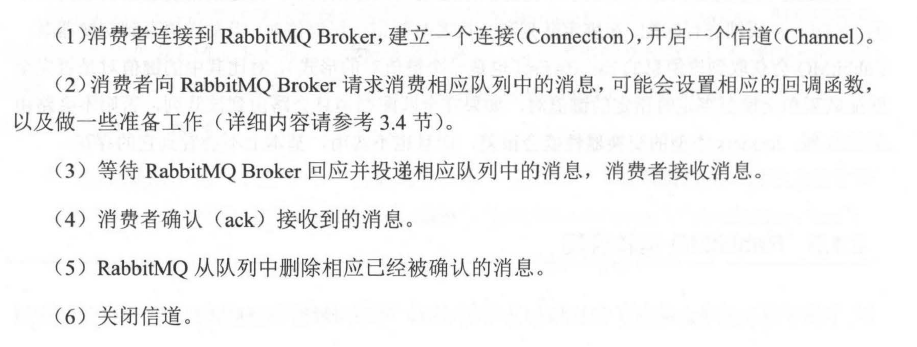 (1)消费者连接到 RabbitMQ Broker,建立一个连接(Connection),开启一个信道(Channel)。
(2)消费者向 RabbitMQ Broker 请求消费相应队列中的消息,可能会设置相应的回调函数,
以及做一些准备工作(详细内容请参考 3.4 节)。
(3)等待 RabbitMQ Broker 回应并投递相应队列中的消息,消费者接收消息。
(4)消费者确认(ack)接收到的消息。
(5)RabbitMQ 从队列中删除相应已经被确认的消息。
(6)关闭信道。